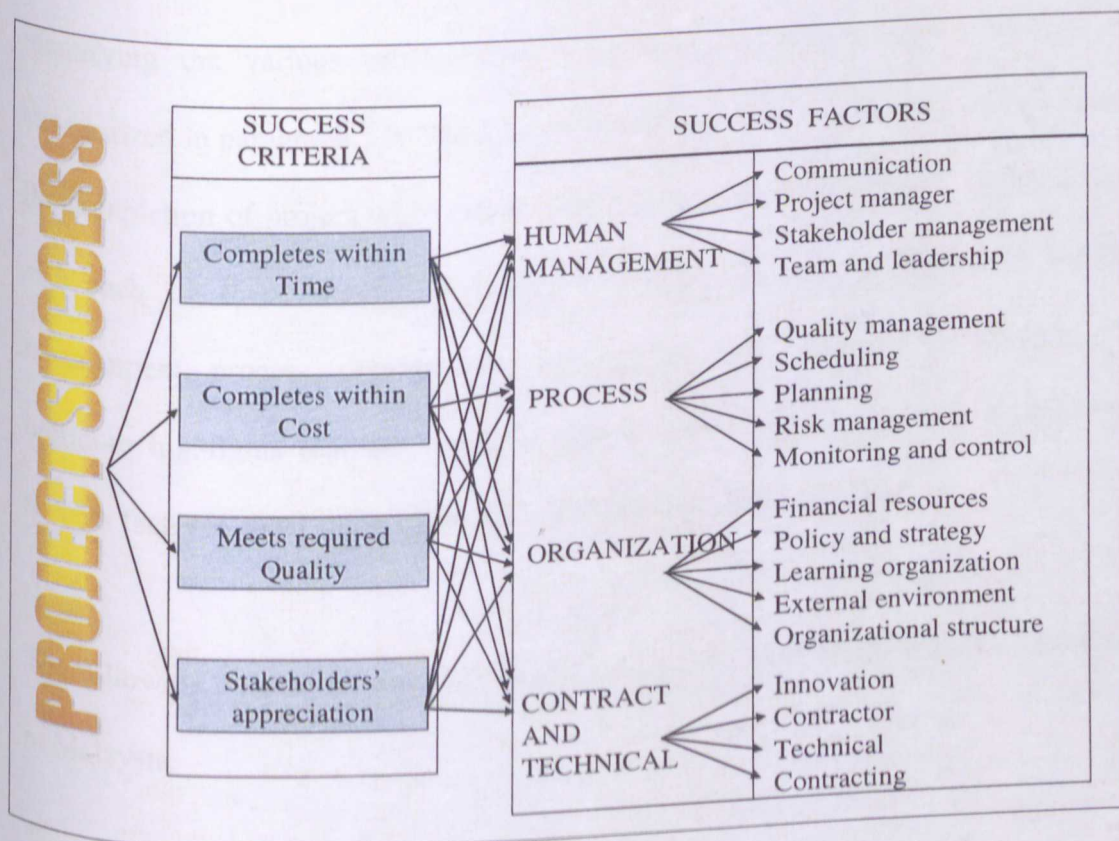 PROJECT SUCCESS
SUCCESS
CRITERIA
Completes within
Time
Completes within
Cost
Meets required
Quality
Stakeholders'
appreciation
SUCCESS FACTORS
HUMAN
MANAGEMENT
Communication
Project manager
Stakeholder management
Team and leadership
PROCESS
Quality management
Scheduling
Planning
Risk management
Monitoring and control
ORGANIZATION
Financial resources
Policy and strategy
Learning organization
External environment
Organizational structure
CONTRACT
AND
TECHNICAL
Innovation
Contractor
Technical
Contracting